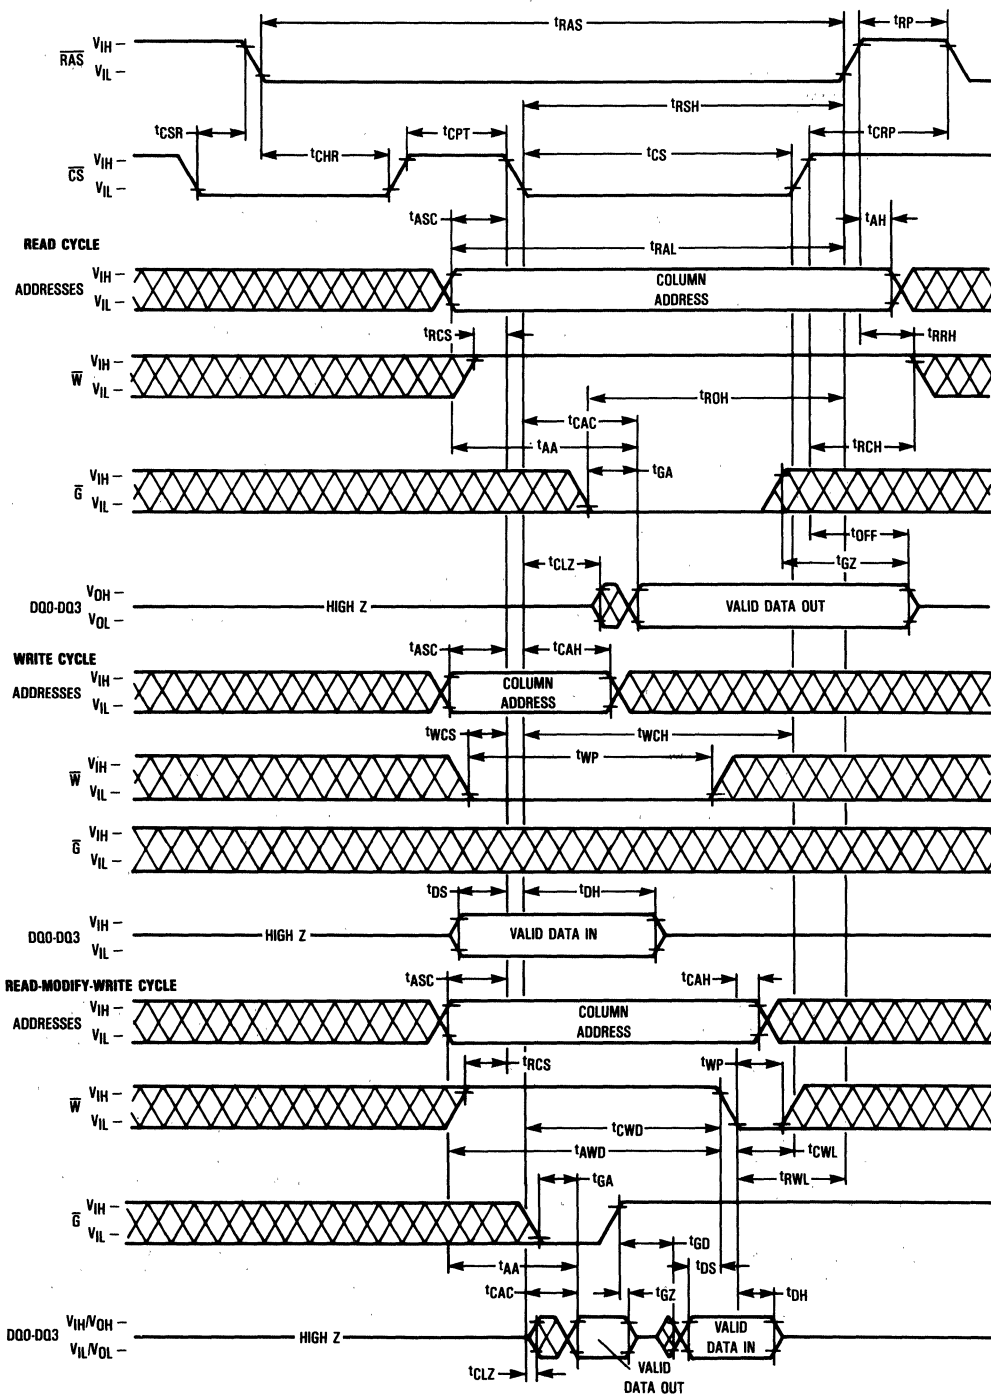 tRAS
tRP
RAS
VIH
VIL
tRSH
tCSR
tCPT
tCRP
tCHR
tCS
CS
VIH
VIL
tASC
tAH
READ CYCLE
tRAL
ADDRESSES
VIH
VIL
COLUMN
ADDRESS
tRCS
tRRH
W
VIH
VIL
tROH
tCAC
tAA
tRCH
tGA
G
VIH
VIL
tOFF
tCLZ
tGZ
DQ0-DQ3
VOH
VOL
HIGH Z
VALID DATA OUT
tASC
tCAH
WRITE CYCLE
ADDRESSES
VIH
VIL
COLUMN
ADDRESS
tWCS
tWCH
tWP
W
VIH
VIL
G
VIH
VIL
tDS
tDH
DQ0-DQ3
VIH
VIL
HIGH Z
VALID DATA IN
tASC
tCAH
READ-MODIFY-WRITE CYCLE
ADDRESSES
VIH
VIL
COLUMN
ADDRESS
tRCS
tWP
W
VIH
VIL
tCWD
tAWD
tCWL
tRWL
tGA
G
VIH
VIL
tGD
tAA
tDS
tCAC
tGZ
tDH
DQ0-DQ3
VIH/VOH
VIL/VOL
HIGH Z
VALID
DATA IN
tCLZ
VALID
DATA OUT